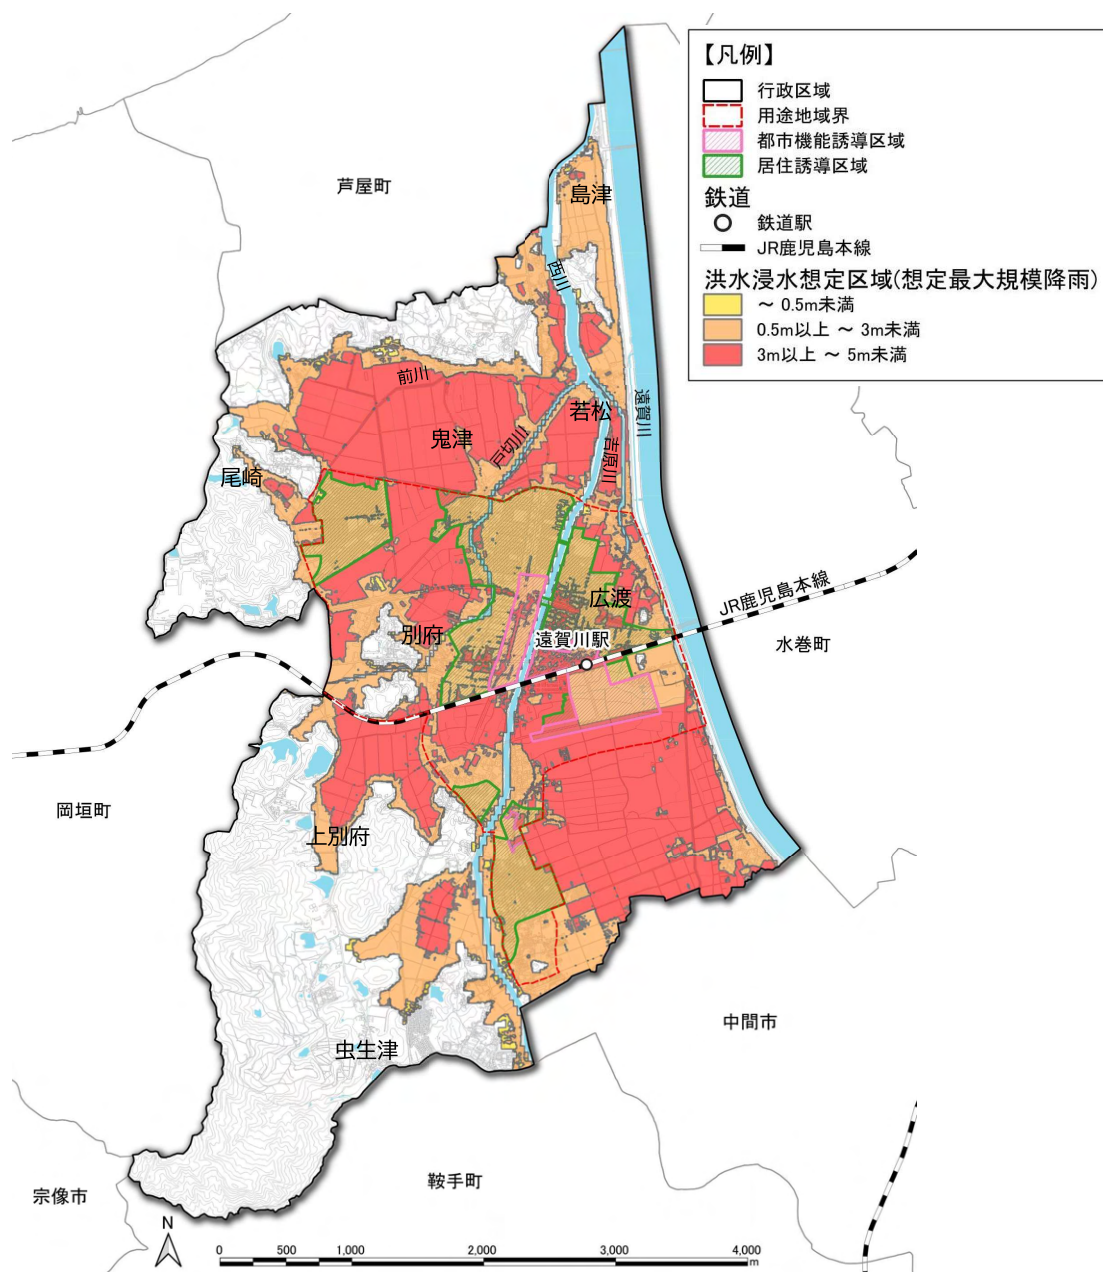 【凡例】
行政区域
用途地域界
都市機能誘導区域
居住誘導区域
鉄道
鉄道駅
JR鹿児島本線
洪水浸水想定区域(想定最大規模降雨)
～ 0.5m未満
0.5m以上 ～ 3m未満
3m以上 ～ 5m未満
芦屋町
島津
西川
前川
遠賀川
若松
鬼津
戸切川
吉原川
尾崎
JR鹿児島本線
広渡
別府
遠賀川駅
水巻町
岡垣町
上別府
中間市
虫生津
鞍手町
宗像市
N
0 500 1,000 2,000 3,000 4,000
m